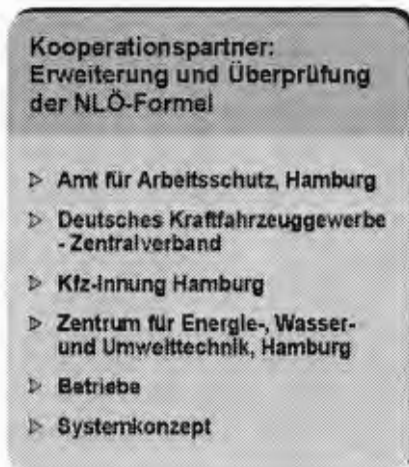 Kooperationspartner:
Erweiterung und Überprüfung
der NLÖ-Formel
▷ Amt für Arbeitsschutz, Hamburg
▷ Deutsches Kraftfahrzeuggewerbe
- Zentralverband
▷ Kfz-Innung Hamburg
▷ Zentrum für Energie-, Wasser-
und Umwelttechnik, Hamburg
▷ Betriebe
▷ Systemkonzept